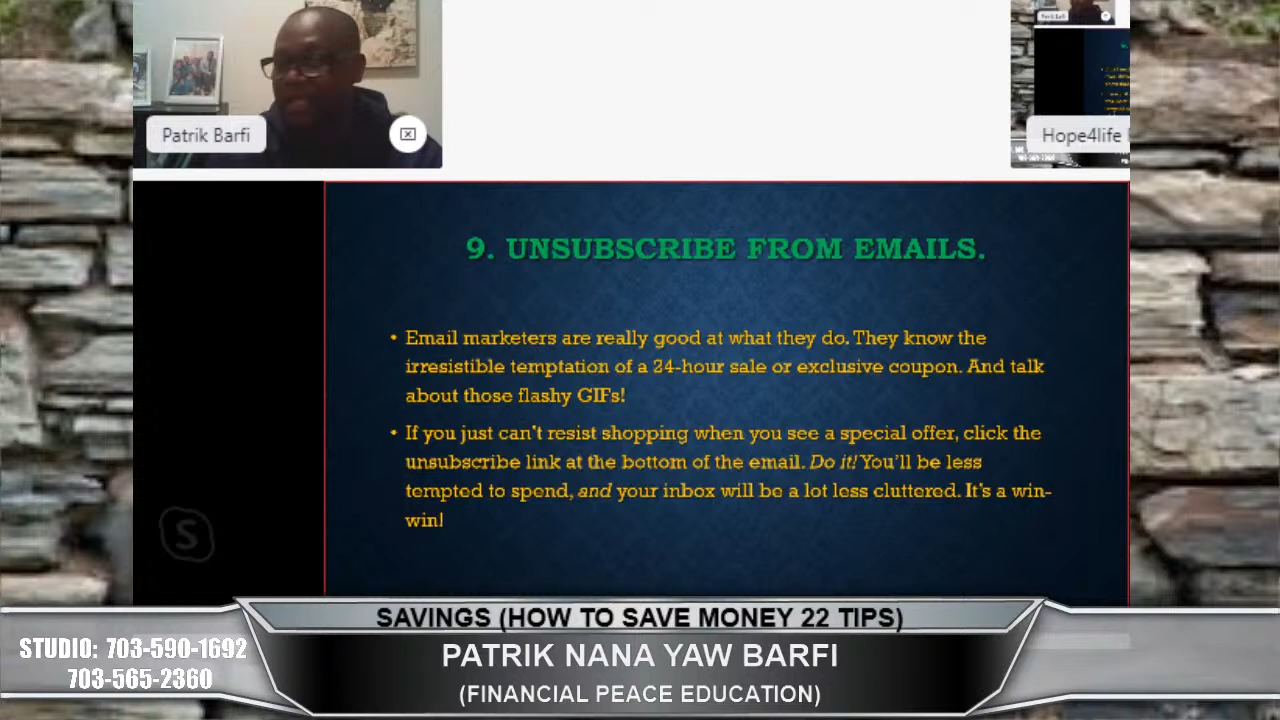 Patrik Barfi
Hope4life
9. UNSUBSCRIBE FROM EMAILS.
• Email marketers are really good at what they do. They know the
irresistible temptation of a 24-hour sale or exclusive coupon. And talk
about those flashy GIFs!
• If you just can't resist shopping when you see a special offer, click the
unsubscribe link at the bottom of the email. Do it! You'll be less
tempted to spend, and your inbox will be a lot less cluttered. It's a win-
win!
SAVINGS (HOW TO SAVE MONEY 22 TIPS)
STUDIO: 703-590-1692
703-565-2360
PATRIK NANA YAW BARFI
(FINANCIAL PEACE EDUCATION)